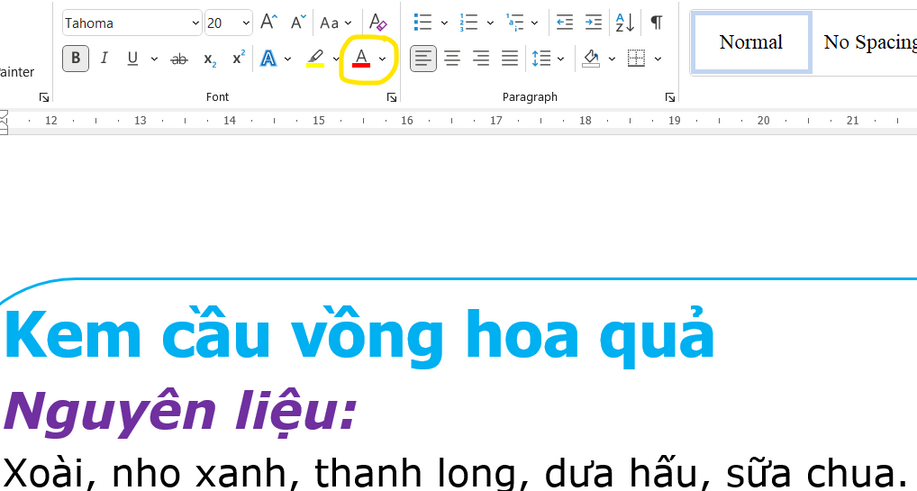 Tahoma 20 A A Aa A
B I U ab x₂ x² A A
ainter
Font
Paragraph
Normal
No Spacing
12 13 14 15 16 17 18 19 20 21
Kem cầu vồng hoa quả
Nguyên liệu:
Xoài, nho xanh, thanh long, dưa hấu, sữa chua.